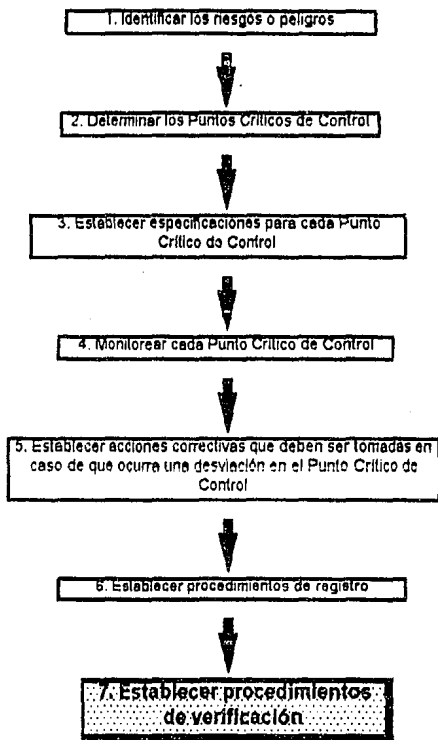 1. Identificar los riesgos o peligros
2. Determinar los Puntos Críticos de Control
3. Establecer especificaciones para cada Punto
Crítico de Control
4. Monitorear cada Punto Crítico de Control
5. Establecer acciones correctivas que deben ser tomadas en
caso de que ocurra una desviación en el Punto Crítico de
Control
6. Establecer procedimientos de registro
7. Establecer procedimientos
de verificación